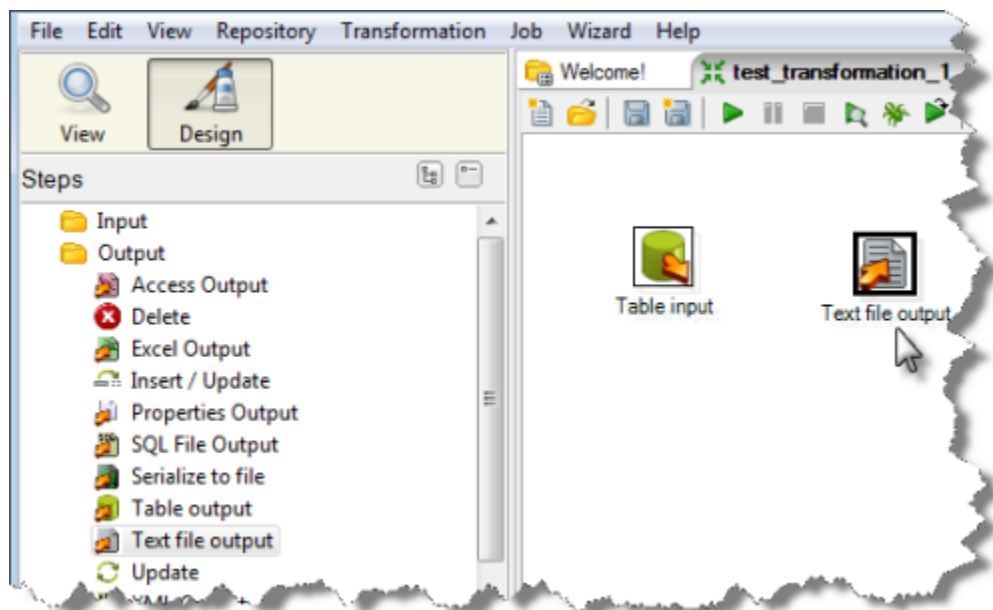 File Edit View Repository Transformation Job Wizard Help
View
Design
Welcome!
test_transformation_1
Steps
Input
Output
Access Output
Delete
Excel Output
Insert / Update
Properties Output
SQL File Output
Serialize to file
Table output
Text file output
Update
Table input
Text file output